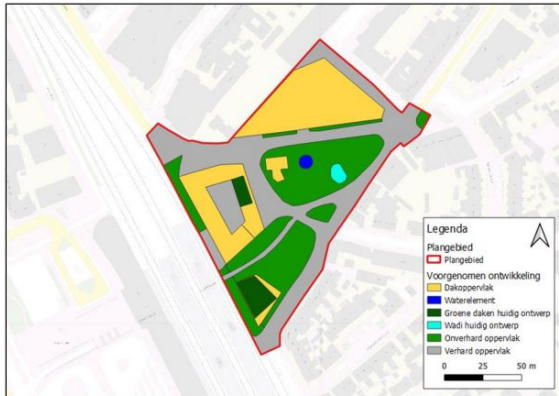 Legenda
Plangebied
Plangebied
Voorgenomen ontwikkeling
Dakoppervlak
Waterelement
Groene daken huidig ontwerp
Wadi huidig ontwerp
Onverhard oppervlak
Verhard oppervlak
0 25 50 m